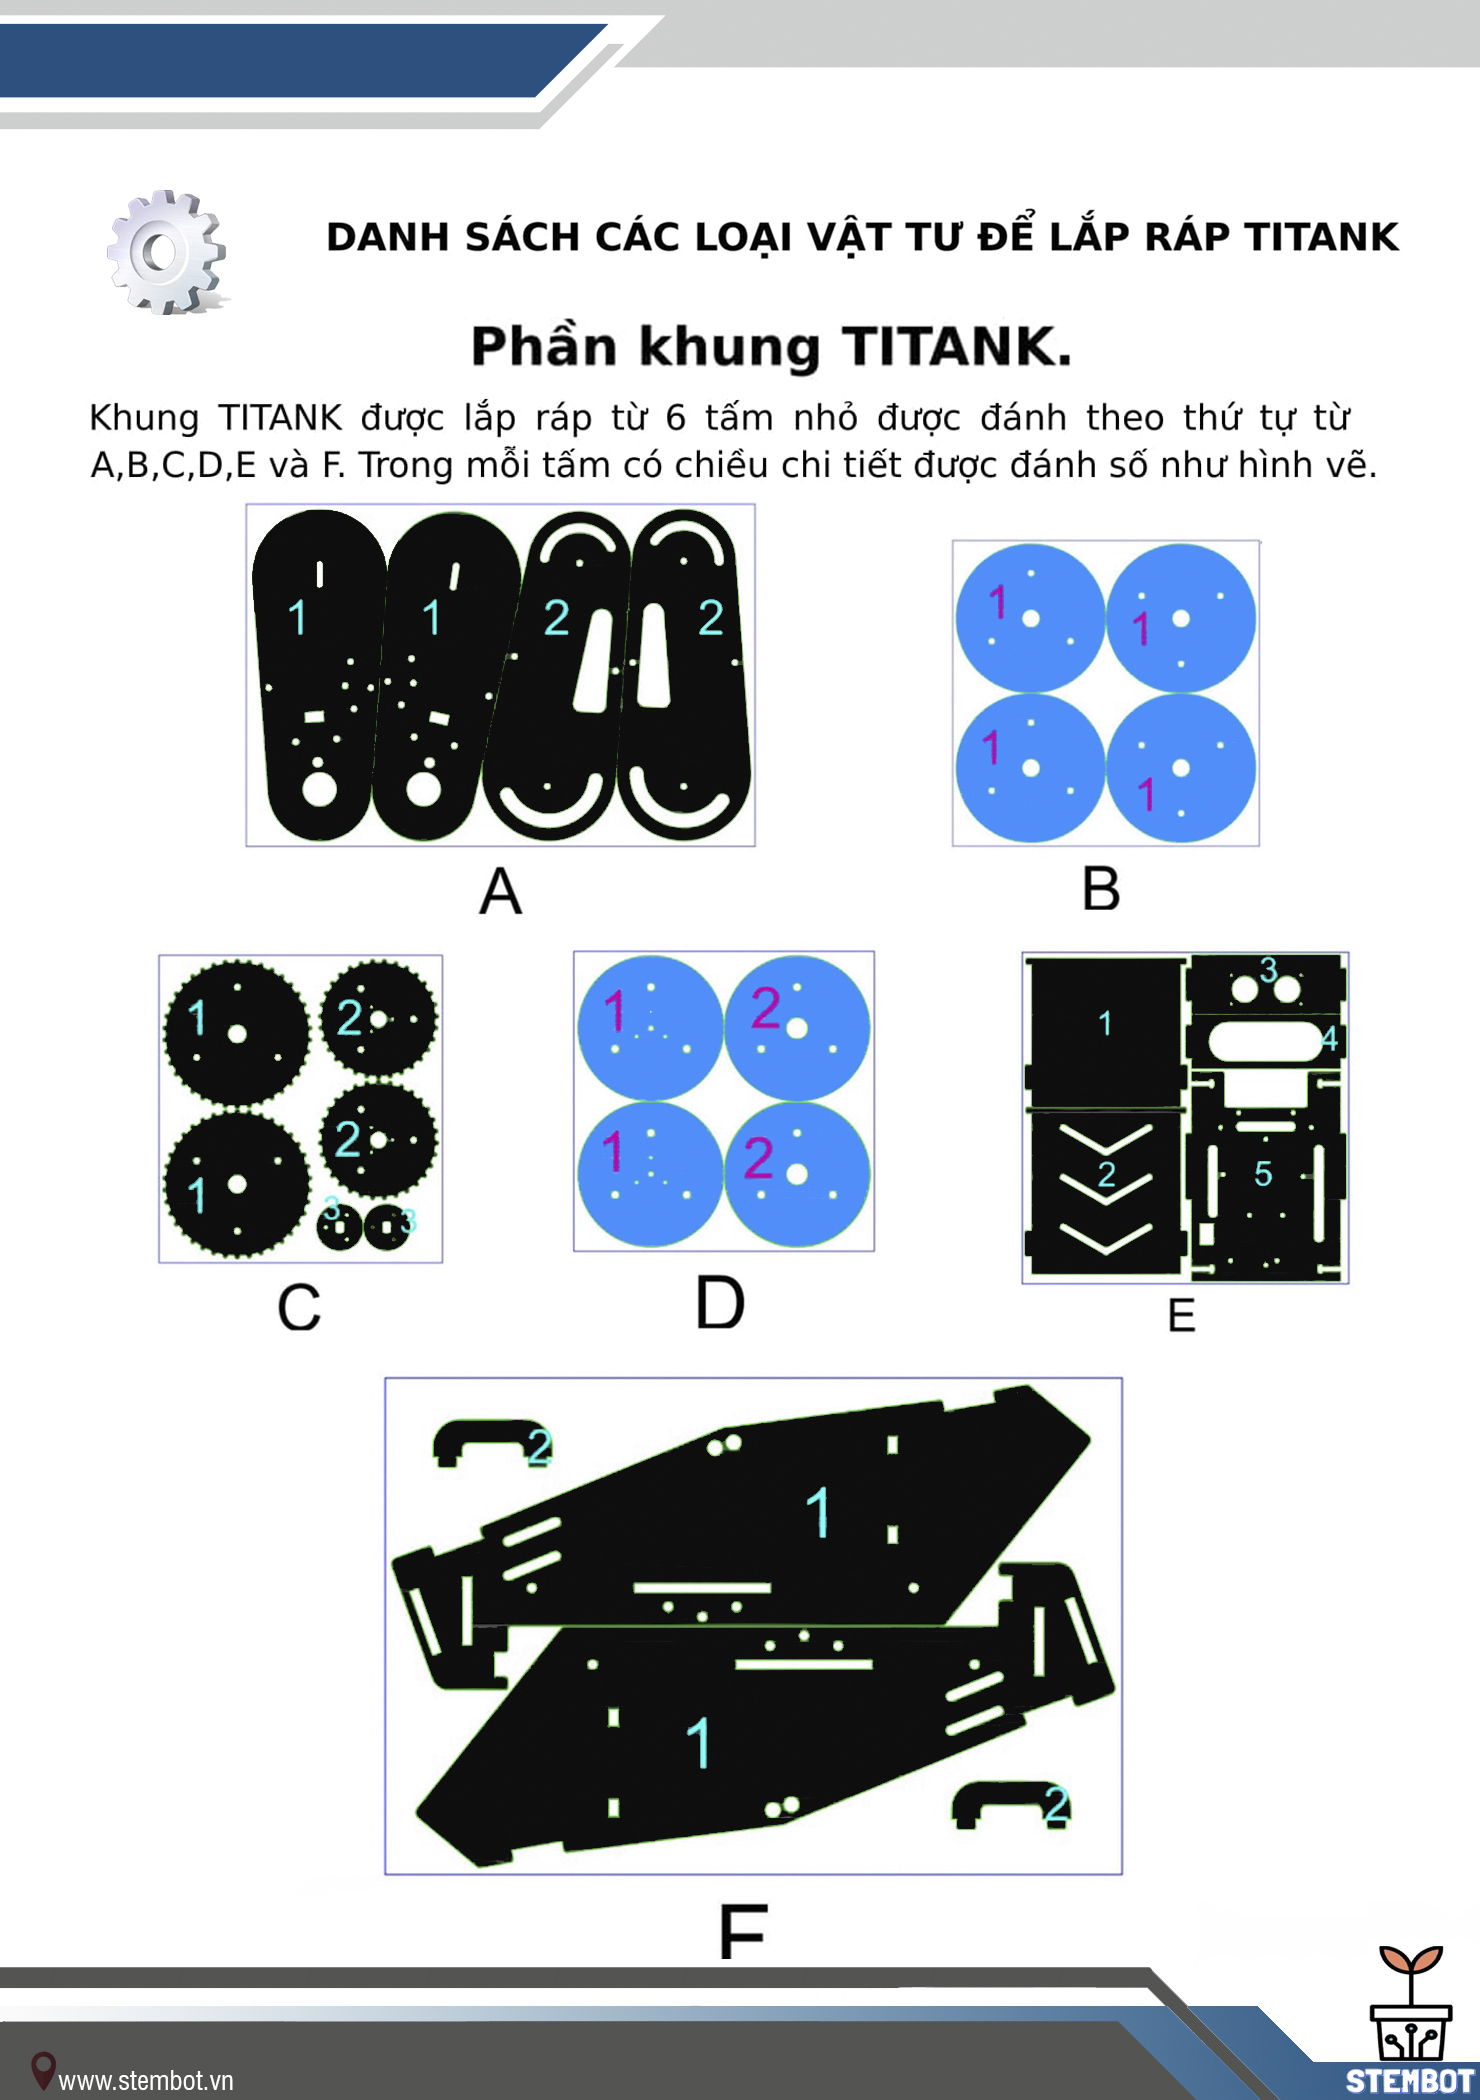 DANH SÁCH CÁC LOẠI VẬT TƯ ĐỂ LẮP RÁP TITANK
Phần khung TITANK.
Khung TITANK được lắp ráp từ 6 tấm nhỏ được đánh theo thứ tự từ
A,B,C,D,E và F. Trong mỗi tấm có chiều chi tiết được đánh số như hình vẽ.
1 1 2 2
A
1 1
1 1
B
1 2
2
1
3 3
C
1 2
1 2
D
1 3
4
2 5
E
2
1
1
2
F
www.stembot.vn
STEMBOT